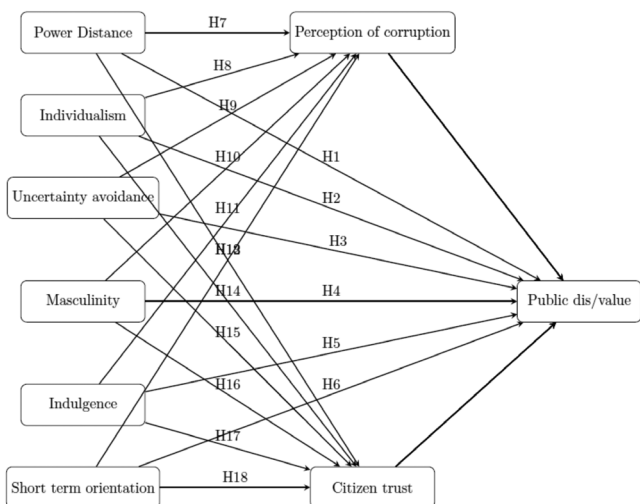 Power Distance
H7
Perception of corruption
H8
Individualism
H9
H10
H1
Uncertainty avoidance
H2
H11
H3
Masculinity
H14
H4
Public dis/value
H15
H5
H16
H6
Indulgence
H17
Short term orientation
H18
Citizen trust